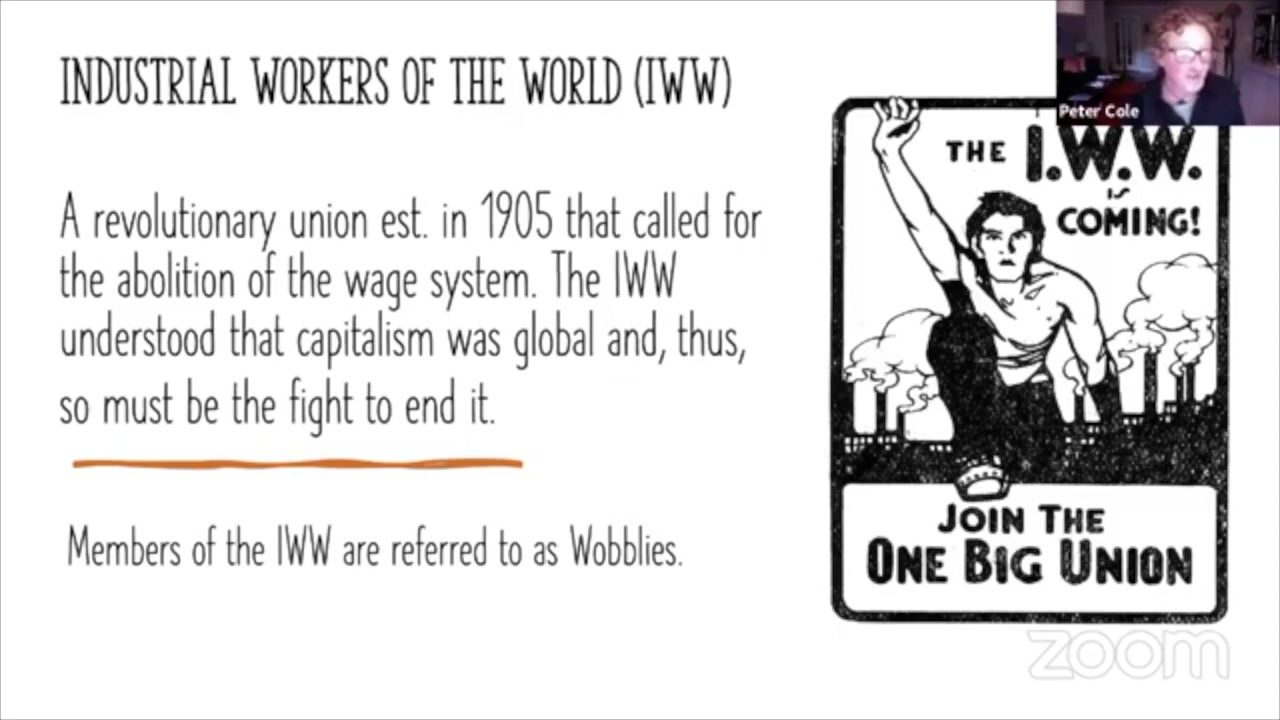 INDUSTRIAL WORKERS OF THE WORLD (IWW)
Peter Cole
THE I.W.W.
IS
COMING!
A revolutionary union est. in 1905 that called for
the abolition of the wage system. The IWW
understood that capitalism was global and, thus,
so must be the fight to end it.
Members of the IWW are referred to as Wobblies.
JOIN THE
ONE BIG UNION
zoom